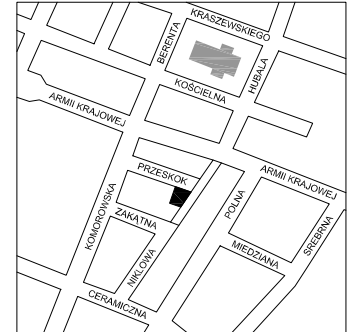 KRASZEWSKIEGO
BERENTA
HUBALA
KOŚCIELNA
ARMII KRAJOWEJ
PRZESKOK
ARMII KRAJOWEJ
KOMOROWSKA
ZAKĄTNA
POLNA
SREBRNA
NIKLOWA
MIEDZIANA
CERAMICZNA